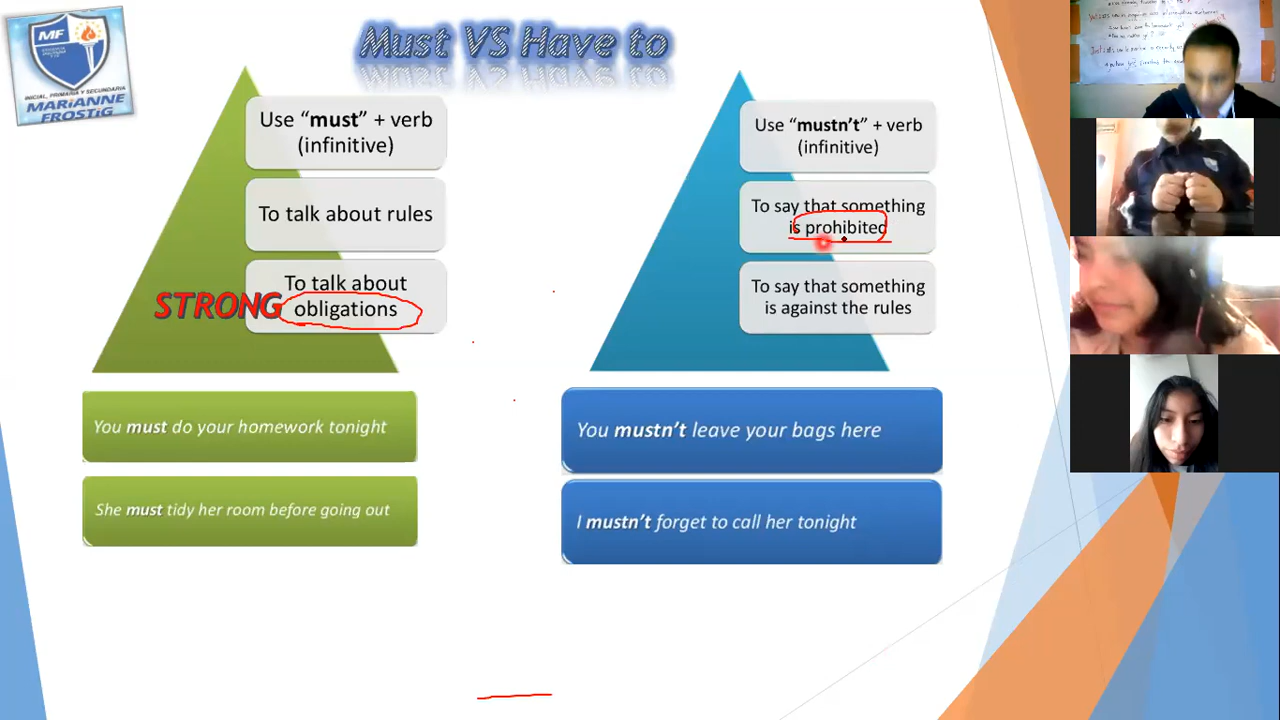 MF
INICIAL, PRIMARIA Y SECUNDARIA
MARiANNE
FROSTiG
Must VS Have to
Use “must” + verb
(infinitive)
To talk about rules
To talk about
STRONG obligations
You must do your homework tonight
She must tidy her room before going out
Use “mustn’t” + verb
(infinitive)
To say that something
is prohibited
To say that something
is against the rules
You mustn’t leave your bags here
I mustn’t forget to call her tonight